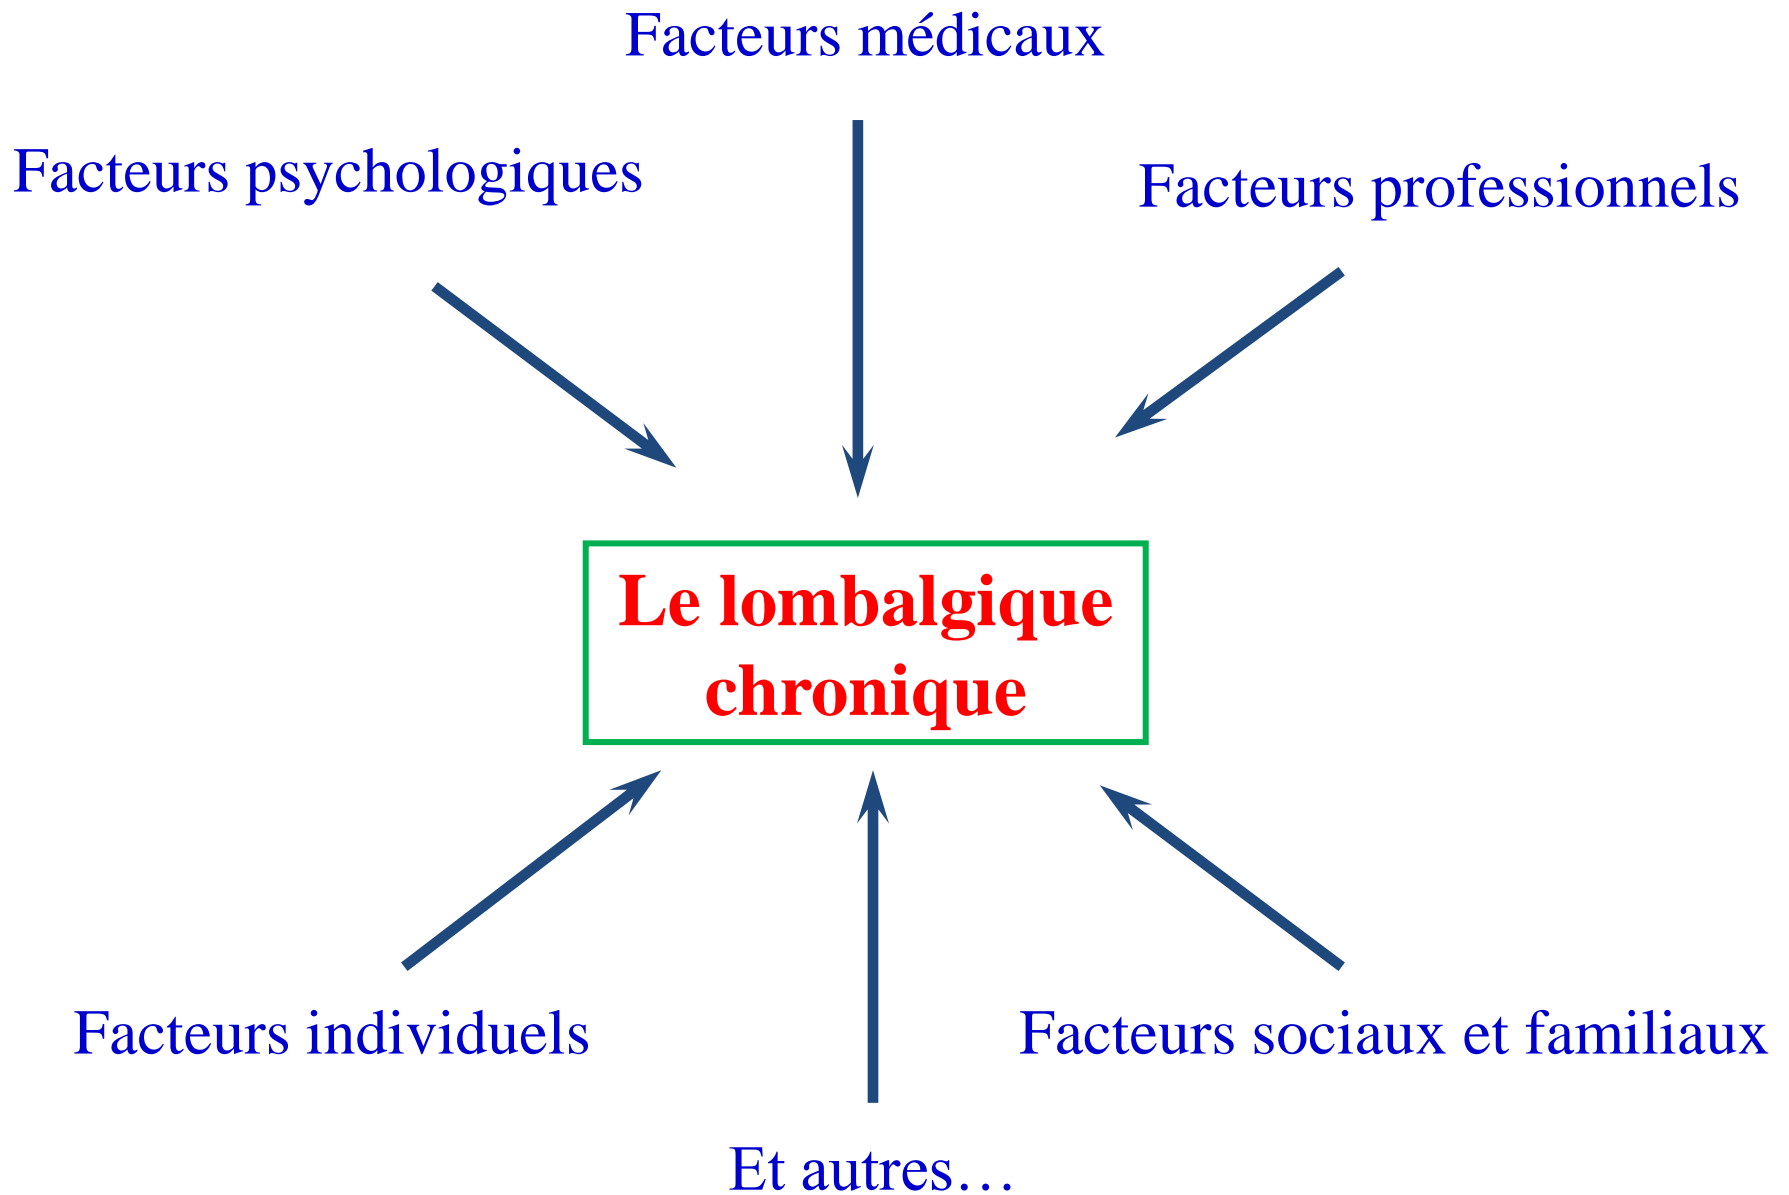 Facteurs médicaux
Facteurs psychologiques
Facteurs professionnels
Le lombalgique
chronique
Facteurs individuels
Facteurs sociaux et familiaux
Et autres…